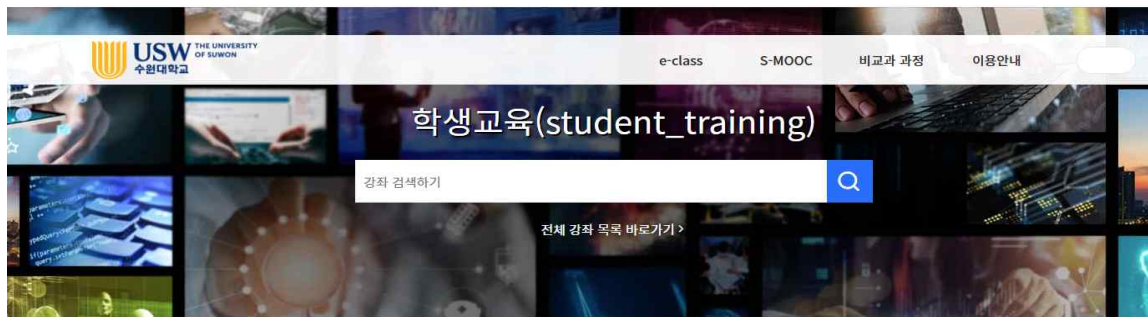 USW THE UNIVERSITY OF SUWON
수원대학교
e-class S-MOOC 비교과 과정 이용안내
학생교육(student_training)
강좌 검색하기
전체 강좌 목록 바로가기 >